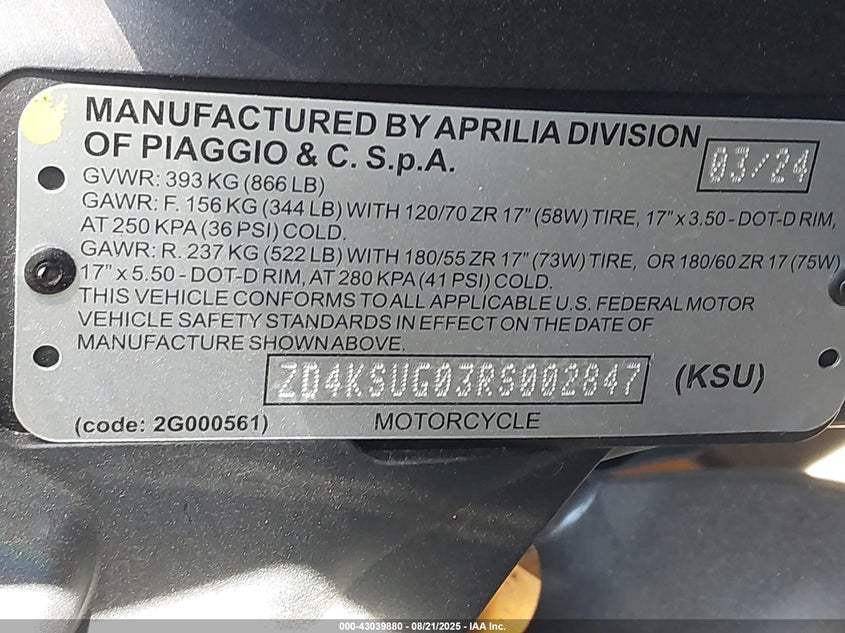 MANUFACTURED BY APRILIA DIVISION
OF PIAGGIO & C. S.p.A.
03/24
GVWR: 393 KG (866 LB)
GAWR: F. 156 KG (344 LB) WITH 120/70 ZR 17" (58W) TIRE, 17" x 3.50 - DOT-D RIM,
AT 250 KPA (36 PSI) COLD.
GAWR: R. 237 KG (522 LB) WITH 180/55 ZR 17" (73W) TIRE, OR 180/60 ZR 17 (75W)
17" x 5.50 - DOT-D RIM, AT 280 KPA (41 PSI) COLD.
THIS VEHICLE CONFORMS TO ALL APPLICABLE U.S. FEDERAL MOTOR
VEHICLE SAFETY STANDARDS IN EFFECT ON THE DATE OF
MANUFACTURE SHOWN ABOVE.
ZD4KSUG03RS002847 (KSU)
(code: 2G000561) MOTORCYCLE
000-43039880 - 08/21/2025 - IAA Inc.